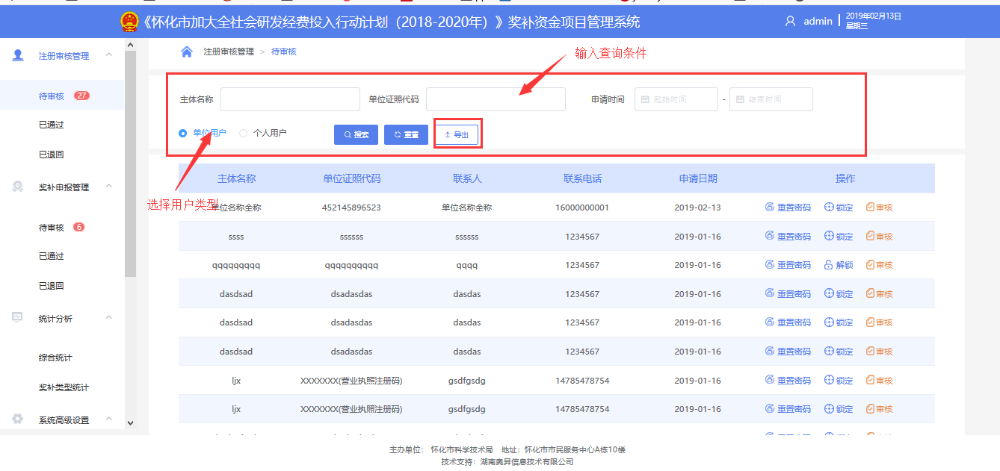 《怀化市加大全社会研发经费投入行动计划（2018-2020年）》奖补资金项目管理系统
admin
2019年02月13日
星期三
注册审核管理
待审核 27
已通过
已退回
奖补申报管理
待审核 6
已通过
已退回
统计分析
综合统计
奖补类型统计
系统高级设置
注册审核管理 > 待审核
输入查询条件
主体名称 单位证照代码 申请时间 起始时间 - 结束时间
单位用户 个人用户 搜索 重置 导出
选择用户类型
主体名称 单位证照代码 联系人 联系电话 申请日期 操作
单位名称全称 452145896523 单位名称全称 16000000001 2019-02-13 重置密码 锁定 审核
ssss ssssss ssssss 1234567 2019-01-16 重置密码 锁定 审核
qqqqqqqqq qqqqqqqqqq qqqq 1234567 2019-01-16 重置密码 解锁 审核
dasdsad dsadasdas dasdas 1234567 2019-01-16 重置密码 锁定 审核
dasdsad dsadasdas dasdas 1234567 2019-01-16 重置密码 锁定 审核
dasdsad dsadasdas dasdas 1234567 2019-01-16 重置密码 锁定 审核
ljx XXXXXXX(营业执照注册码) gsdfgsdg 14785478754 2019-01-16 重置密码 锁定 审核
ljx XXXXXXX(营业执照注册码) gsdfgsdg 14785478754 2019-01-16 重置密码 锁定 审核
主办单位： 怀化市科学技术局 地址：怀化市市民服务中心A栋10楼
技术支持：湖南奥昇信息技术有限公司